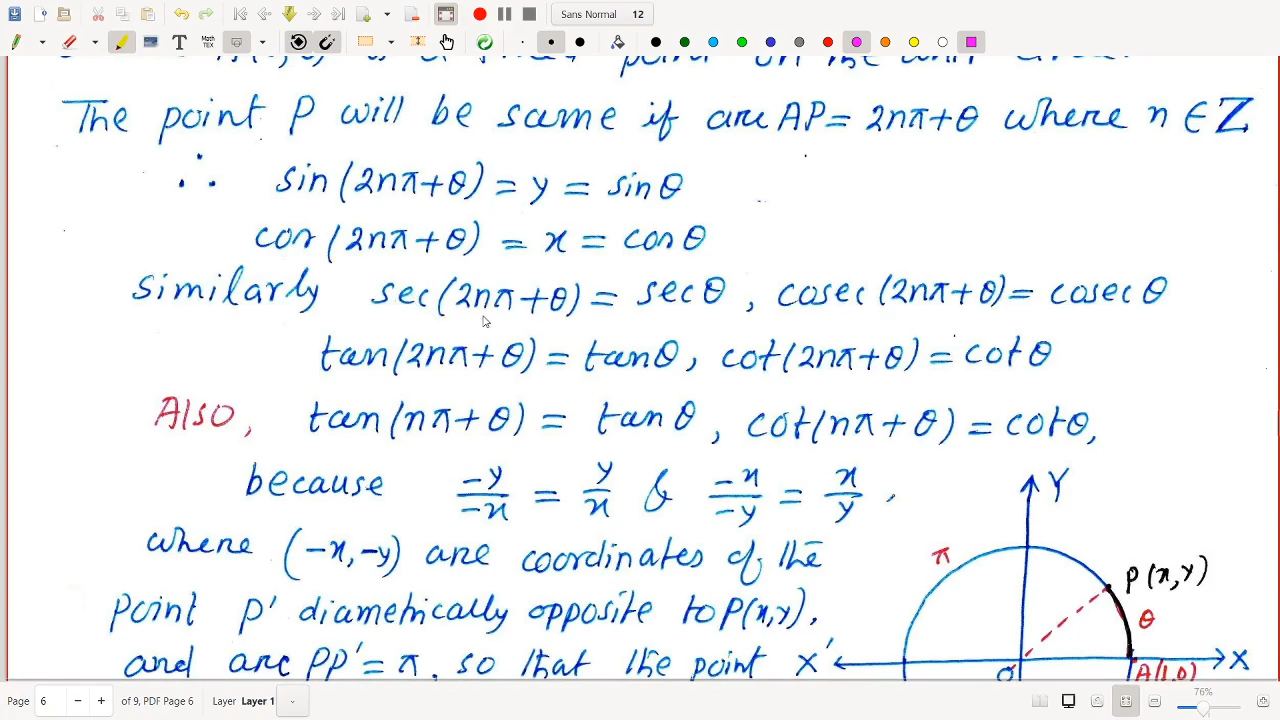 Sans Normal 12
The point P will be same if arc AP = 2nπ+θ where n ∈ Z
∴ sin(2nπ+θ) = y = sinθ
cos(2nπ+θ) = x = cosθ
Similarly sec(2nπ+θ) = secθ, cosec(2nπ+θ) = cosecθ
tan(2nπ+θ) = tanθ, cot(2nπ+θ) = cotθ
Also, tan(nπ+θ) = tanθ, cot(nπ+θ) = cotθ,
because -y/-x = y/x & -x/-y = x/y,
where (-x,-y) are coordinates of the
point P' diametrically opposite to P(x,y),
and arc PP' = π, so that the point
Y
π
P(x,y)
θ
X' O A(1,0) X
Page 6 of 9, PDF Page 6 Layer Layer 1 76%